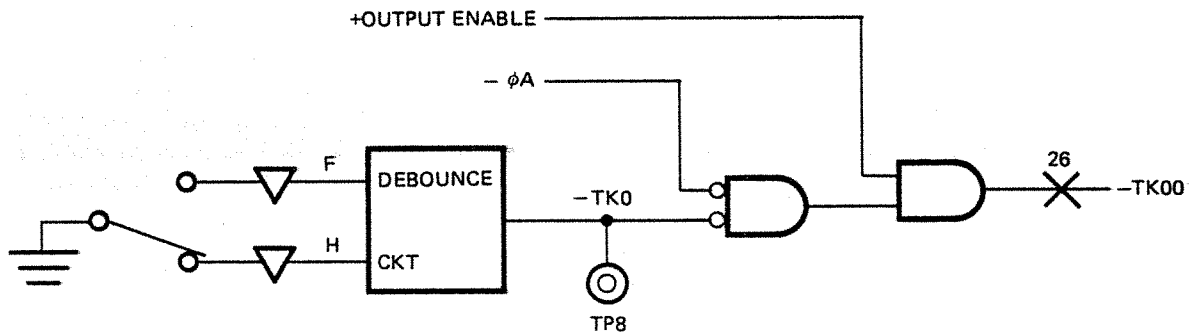 +OUTPUT ENABLE
– φA
F
DEBOUNCE
–TK0
26
–TK00
H
CKT
TP8